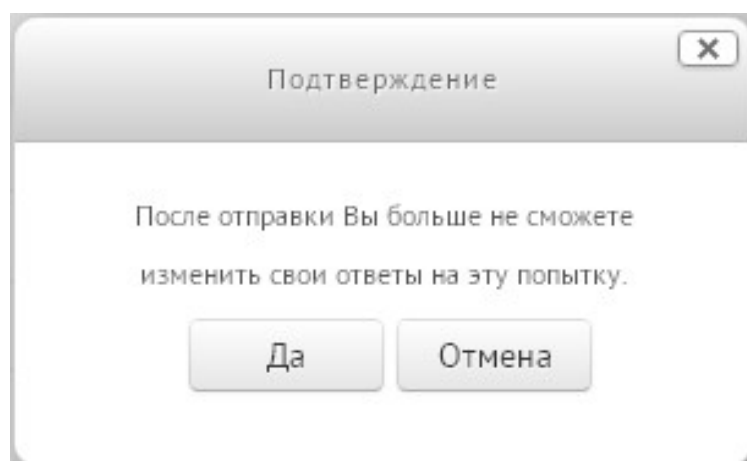 Подтверждение
После отправки Вы больше не сможете
изменить свои ответы на эту попытку.
Да
Отмена